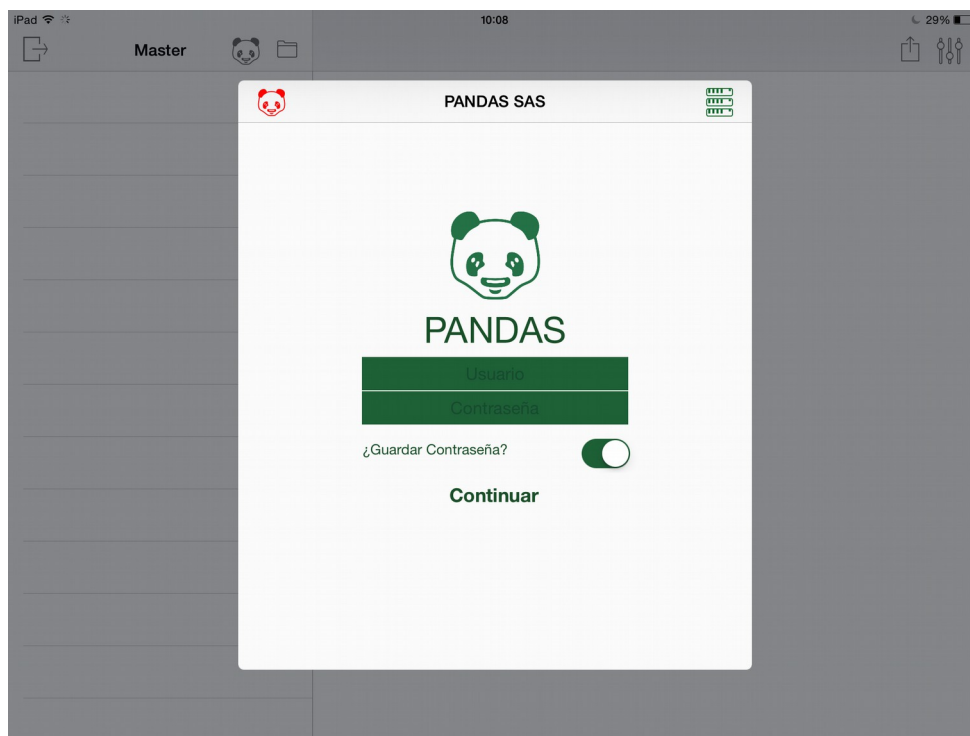 iPad 10:08 29%
Master
PANDAS SAS
PANDAS
Usuario
Contraseña
¿Guardar Contraseña?
Continuar